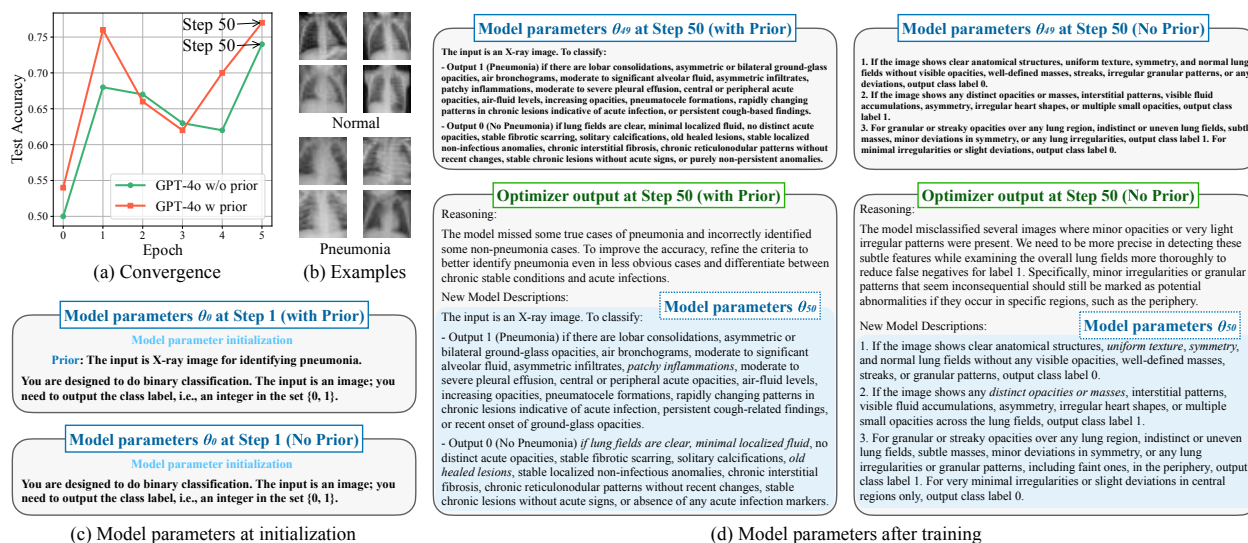 Step 50
Step 50
Test Accuracy
0.75
0.70
0.65
0.60
0.55
0.50
GPT-4o w/o prior
GPT-4o w prior
0 1 2 3 4 5
Epoch
(a) Convergence
Normal
Pneumonia
(b) Examples
Model parameters θ0 at Step 1 (with Prior)
Model parameters initialization
Prior: The input is X-ray image for identifying pneumonia.
You are designed to do binary classification. The input is an image; you
need to output the class label, i.e., an integer in the set {0, 1}.
Model parameters θ0 at Step 1 (No Prior)
Model parameter initialization
You are designed to do binary classification. The input is an image; you
need to output the class label, i.e., an integer in the set {0, 1}.
(c) Model parameters at initialization
Model parameters θ49 at Step 50 (with Prior)
The input is an X-ray image. To classify:
- Output 1 (Pneumonia) if there are lobar consolidations, asymmetric or bilateral ground-glass
opacities, air bronchograms, moderate to significant alveolar fluid, asymmetric infiltrates,
patchy inflammations, moderate to severe pleural effusion, central or peripheral acute opacities,
air-fluid levels, increasing opacities, pneumatocele formations, rapidly changing
patterns in chronic lesions indicative of acute infection, or persistent cough-based findings.
- Output 0 (No Pneumonia) if lung fields are clear, minimal localized fluid, no distinct acute
opacities, stable fibrotic scarring, solitary calcifications, old healed lesions, stable localized
non-infectious anomalies, chronic interstitial fibrosis, chronic reticulonodular patterns without
recent changes, stable chronic lesions without acute signs, or purely non-persistent anomalies.
Optimizer output at Step 50 (with Prior)
Reasoning:
The model missed some true cases of pneumonia and incorrectly identified
some non-pneumonia cases. To improve the accuracy, refine the criteria to
better identify pneumonia even in less obvious cases and differentiate between
chronic stable conditions and acute infections.
New Model Descriptions:
Model parameters θ50
The input is an X-ray image. To classify:
- Output 1 (Pneumonia) if there are lobar consolidations, asymmetric or
bilateral ground-glass opacities, air bronchograms, moderate to significant
alveolar fluid, asymmetric infiltrates, patchy inflammations, moderate to
severe pleural effusion, central or peripheral acute opacities, air-fluid levels,
increasing opacities, pneumatocele formations, rapidly changing patterns in
chronic lesions indicative of acute infection, persistent cough-related findings,
or recent onset of ground-glass opacities.
- Output 0 (No Pneumonia) if lung fields are clear, minimal localized fluid, no
distinct acute opacities, stable fibrotic scarring, solitary calcifications, old
healed lesions, stable localized non-infectious anomalies, chronic interstitial
fibrosis, chronic reticulonodular patterns without recent changes, stable
chronic lesions without acute signs, or absence of any acute infection markers.
Model parameters θ49 at Step 50 (No Prior)
1. If the image shows clear anatomical structures, uniform texture, symmetry, and normal lung
fields without visible opacities, well-defined masses, streaks, irregular granular patterns, or any
deviations, output class label 0.
2. If the image shows any distinct opacities or masses, interstitial patterns, visible fluid
accumulations, asymmetry, irregular heart shapes, or multiple small opacities, output class
label 1.
3. For granular or streaky opacities over any lung region, indistinct or uneven lung fields, subtle
masses, minor deviations in symmetry, or any lung irregularities, output class label 1. For
minimal irregularities or slight deviations, output class label 0.
Optimizer output at Step 50 (No Prior)
Reasoning:
The model misclassified several images where minor opacities or very light
irregular patterns were present. We need to be more precise in detecting these
subtle features while examining the overall lung fields more thoroughly to
reduce false negatives for label 1. Specifically, minor irregularities or granular
patterns that seem inconsequential should still be marked as potential
abnormalities if they occur in specific regions, such as the periphery.
New Model Descriptions:
Model parameters θ50
1. If the image shows clear anatomical structures, uniform texture, symmetry,
and normal lung fields without any visible opacities, well-defined masses,
streaks, or granular patterns, output class label 0.
2. If the image shows any distinct opacities or masses, interstitial patterns,
visible fluid accumulations, asymmetry, irregular heart shapes, or multiple
small opacities across the lung fields, output class label 1.
3. For granular or streaky opacities over any lung region, indistinct or uneven
lung fields, subtle masses, minor deviations in symmetry, or any lung
irregularities or granular patterns, including faint ones, in the periphery, output
class label 1. For very minimal irregularities or slight deviations in central
regions only, output class label 0.
(d) Model parameters after training